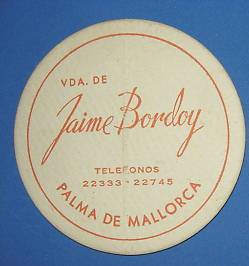 VDA. DE
Jaime Bordoy
TELEFONOS
22333 - 22745
PALMA DE MALLORCA